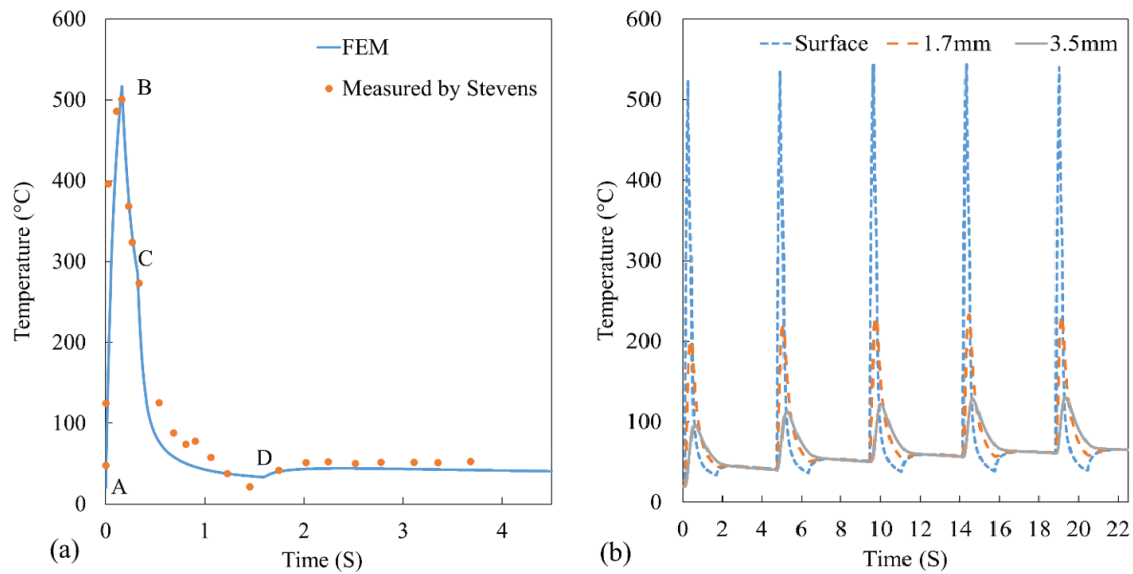 600
500
400
300
200
100
0
Temperature (°C)
FEM
Measured by Stevens
A
B
C
D
0 1 2 3 4
Time (S)
(a)
600
500
400
300
200
100
0
Temperature (°C)
Surface 1.7mm 3.5mm
0 2 4 6 8 10 12 14 16 18 20 22
Time (S)
(b)